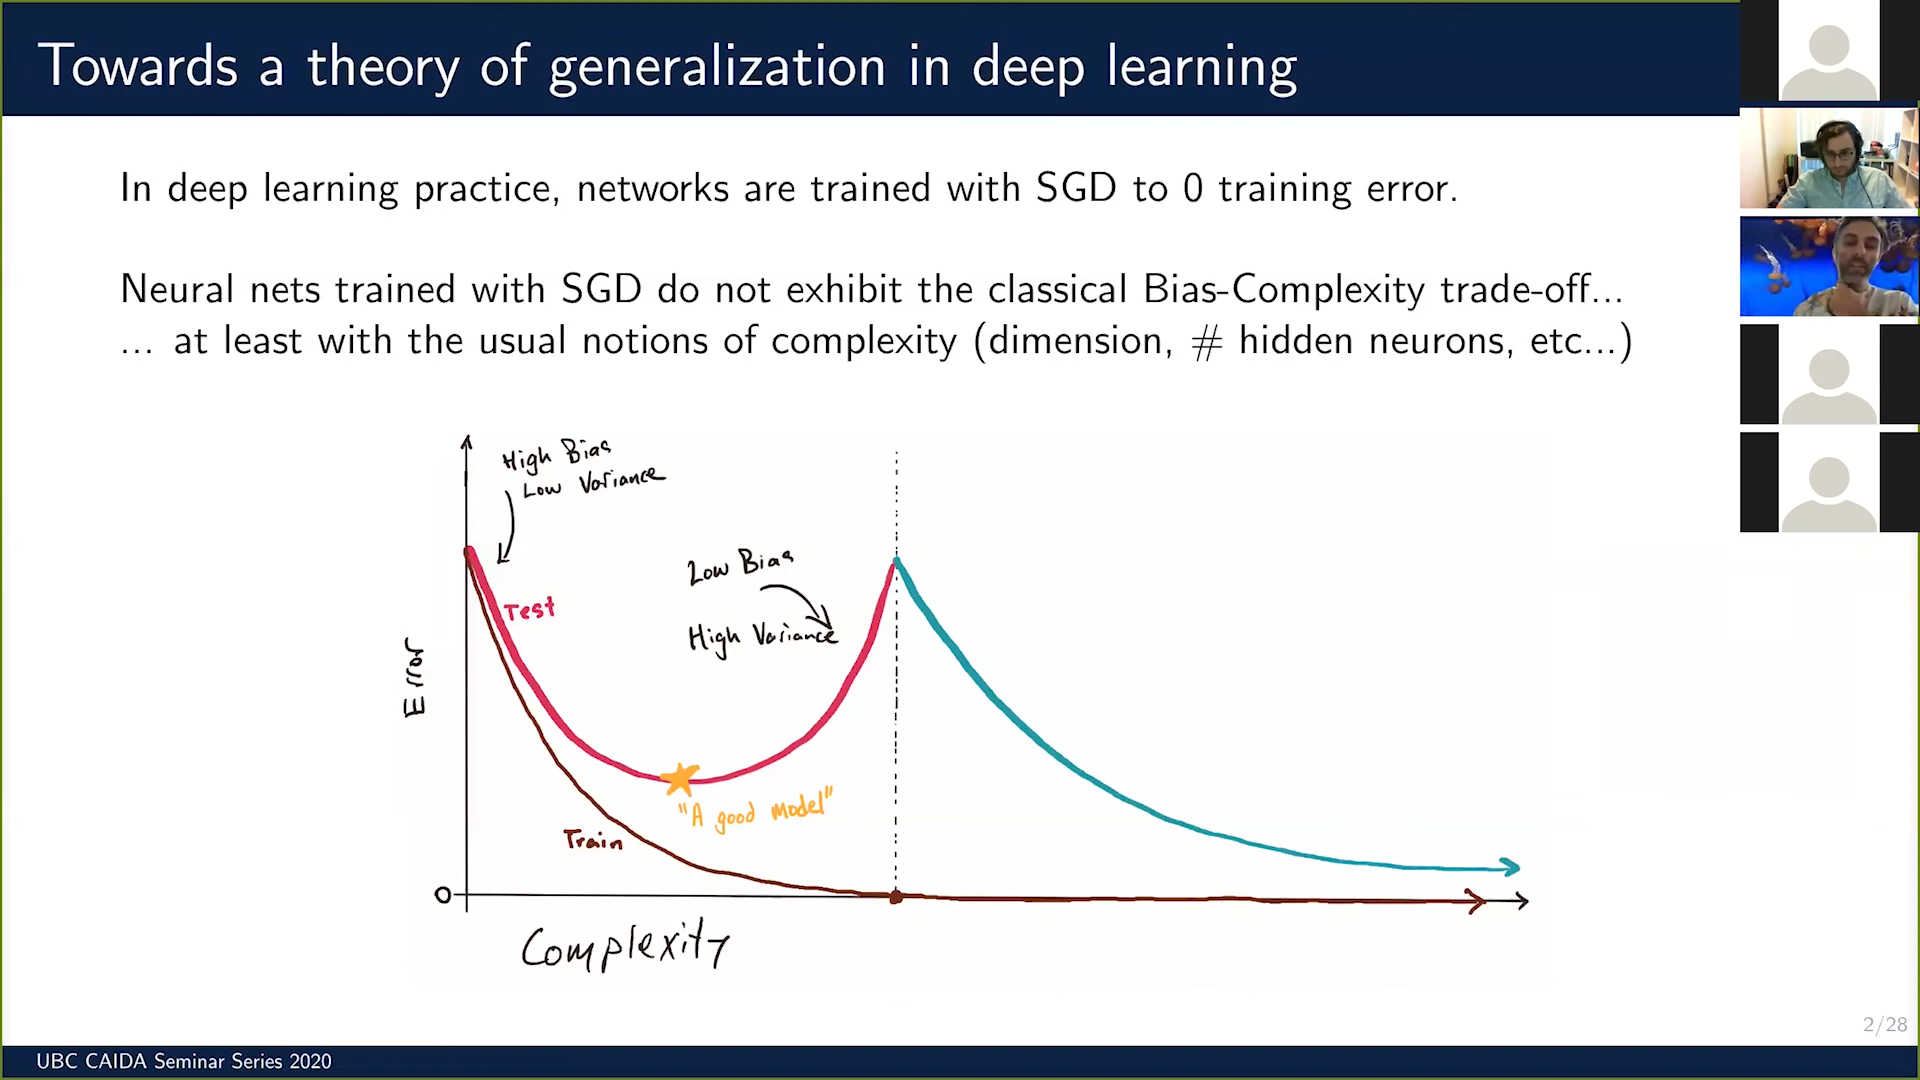 Towards a theory of generalization in deep learning
In deep learning practice, networks are trained with SGD to 0 training error.
Neural nets trained with SGD do not exhibit the classical Bias-Complexity trade-off...
... at least with the usual notions of complexity (dimension, # hidden neurons, etc...)
High Bias
Low Variance
Low Bias
High Variance
Test
Error
"A good model"
Train
0
Complexity
2/28
UBC CAIDA Seminar Series 2020